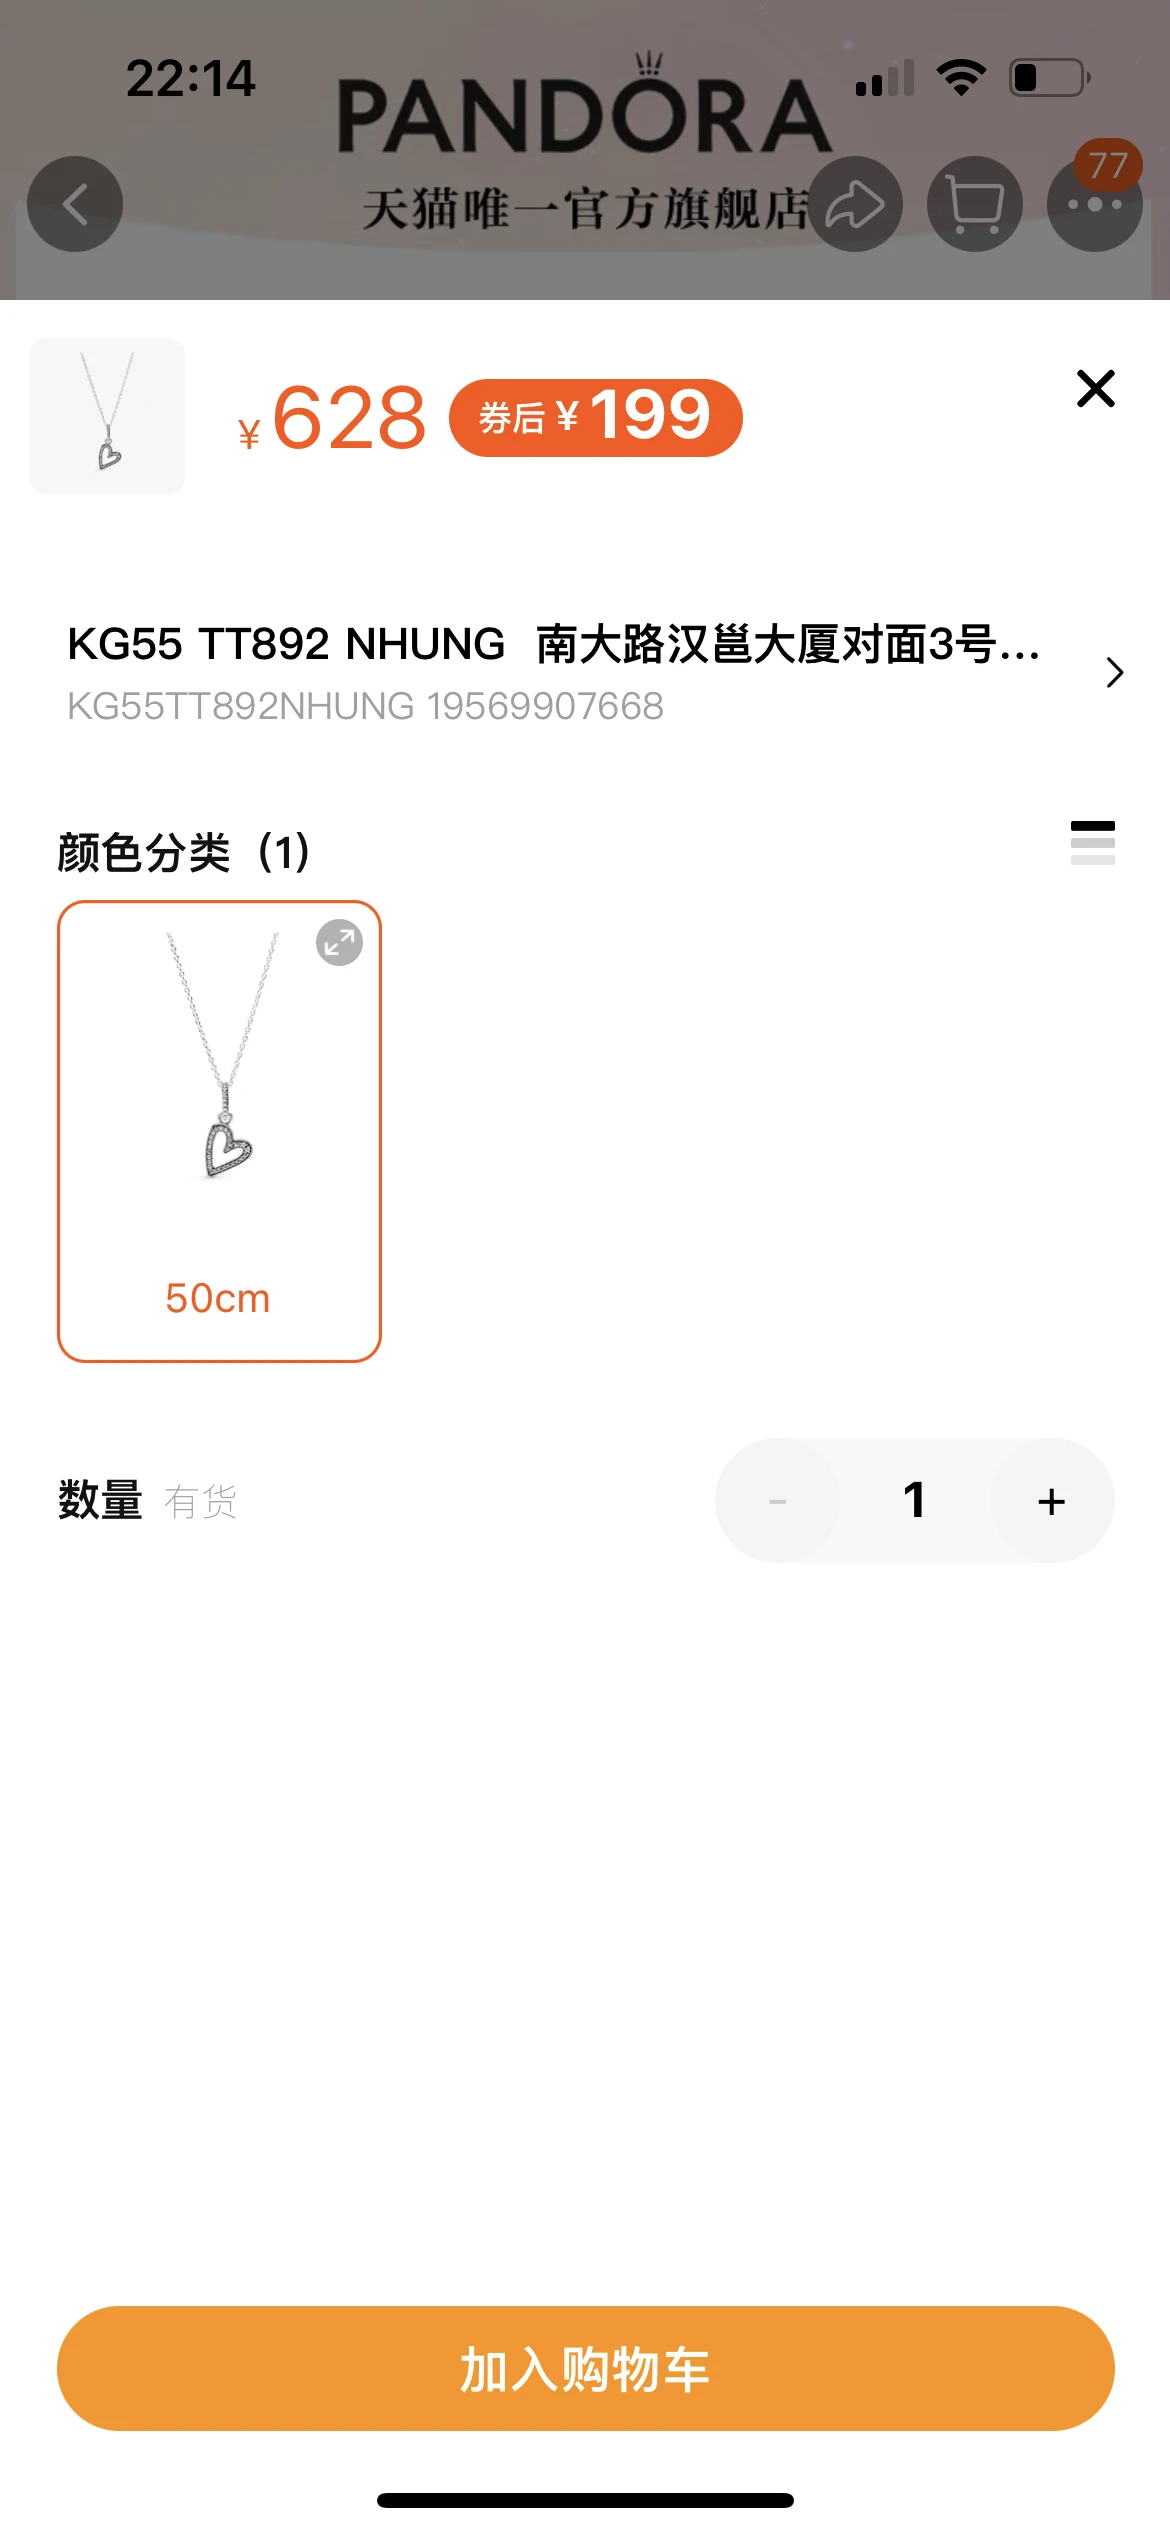 22:14
PANDORA
77
天猫唯一官方旗舰店
¥628 券后¥199
KG55 TT892 NHUNG 南大路汉邕大厦对面3号...
KG55TT892NHUNG 19569907668
颜色分类（1）
50cm
数量 有货 - 1 +
加入购物车